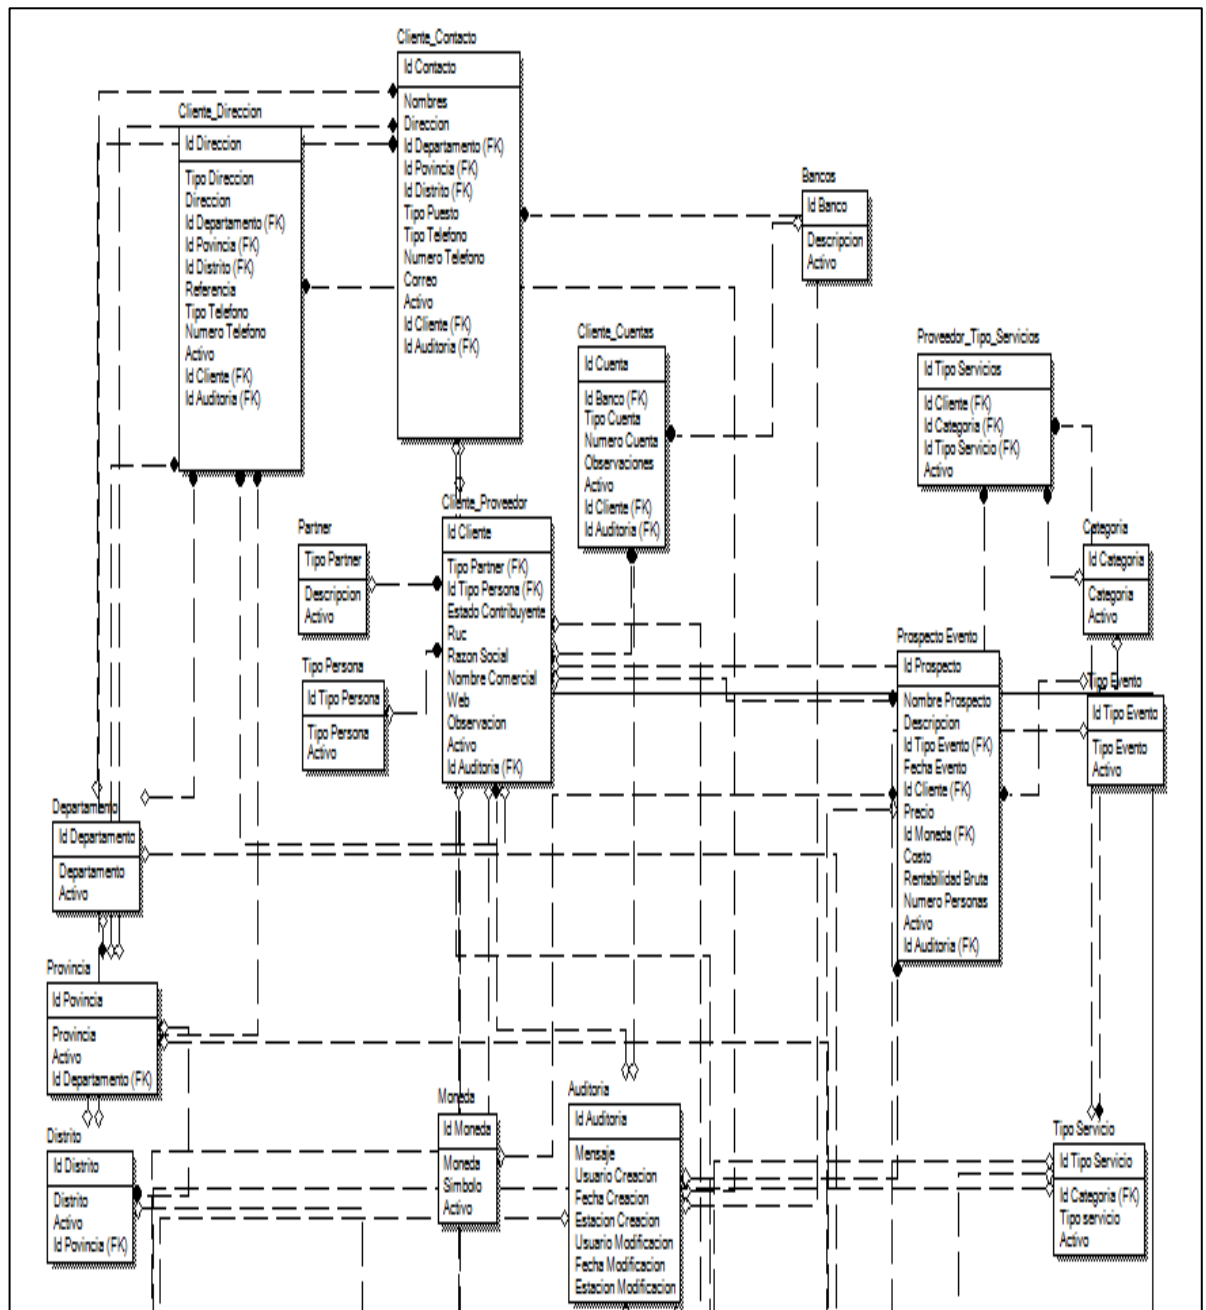 Cliente_Contacto
Id Contacto
Nombres
Direccion
Id Departamento (FK)
Id Povincia (FK)
Id Distrito (FK)
Tipo Puesto
Tipo Telefono
Numero Telefono
Correo
Activo
Id Cliente (FK)
Id Auditoria (FK)
Cliente_Direccion
Id Direccion
Tipo Direccion
Direccion
Id Departamento (FK)
Id Povincia (FK)
Id Distrito (FK)
Referencia
Tipo Telefono
Numero Telefono
Activo
Id Cliente (FK)
Id Auditoria (FK)
Bancos
Id Banco
Descripcion
Activo
Cliente_Cuentas
Id Cuenta
Id Banco (FK)
Tipo Cuenta
Numero Cuenta
Observaciones
Activo
Id Cliente (FK)
Id Auditoria (FK)
Proveedor_Tipo_Servicios
Id Tipo Servicios
Id Cliente (FK)
Id Categoria (FK)
Id Tipo Servicio (FK)
Activo
Cliente_Proveedor
Id Cliente
Tipo Partner (FK)
Id Tipo Persona (FK)
Estado Contribuyente
Ruc
Razon Social
Nombre Comercial
Web
Observacion
Activo
Id Auditoria (FK)
Partner
Tipo Partner
Descripcion
Activo
Tipo Persona
Id Tipo Persona
Tipo Persona
Activo
Categoria
Id Categoria
Categoria
Activo
Prospecto Evento
Id Prospecto
Nombre Prospecto
Descripcion
Id Tipo Evento (FK)
Fecha Evento
Id Cliente (FK)
Precio
Id Moneda (FK)
Costo
Rentabilidad Bruta
Numero Personas
Activo
Id Auditoria (FK)
Tipo Evento
Id Tipo Evento
Tipo Evento
Activo
Departamento
Id Departamento
Departamento
Activo
Provincia
Id Povincia
Provincia
Activo
Id Departamento (FK)
Distrito
Id Distrito
Distrito
Activo
Id Povincia (FK)
Moneda
Id Moneda
Moneda
Simbolo
Activo
Auditoria
Id Auditoria
Mensaje
Usuario Creacion
Fecha Creacion
Estacion Creacion
Usuario Modificacion
Fecha Modificacion
Estacion Modificacion
Tipo Servicio
Id Tipo Servicio
Id Categoria (FK)
Tipo servicio
Activo